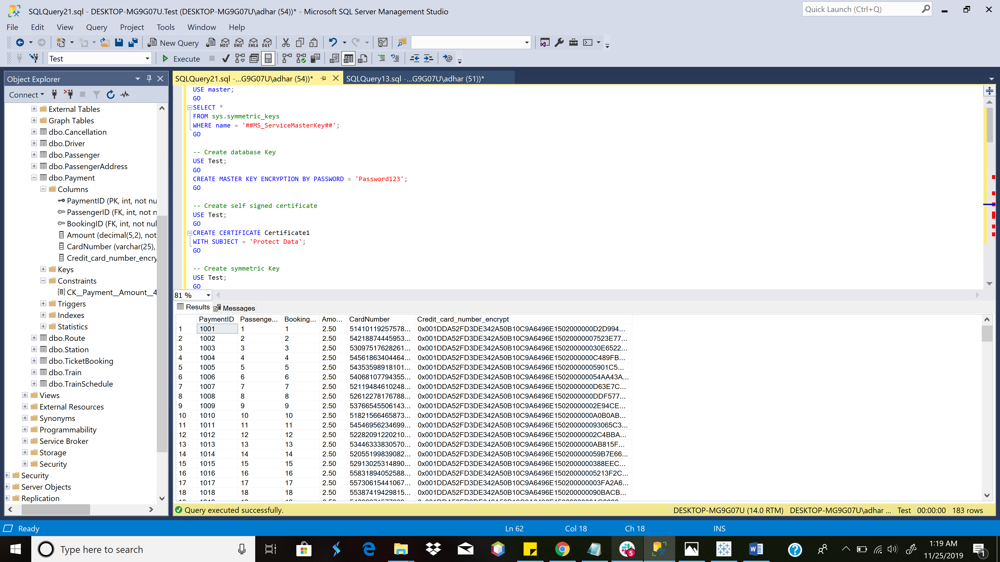 SQLQuery21.sql - DESKTOP-MG9G07U.Test (DESKTOP-MG9G07U\adhar (54))* - Microsoft SQL Server Management Studio
Quick Launch (Ctrl+Q)
File Edit View Query Project Tools Window Help
New Query MDX DMX XMLA DAX
Test Execute
Object Explorer
Connect
External Tables
Graph Tables
dbo.Cancellation
dbo.Driver
dbo.Passenger
dbo.PassengerAddress
dbo.Payment
Columns
PaymentID (PK, int, not nu
PassengerID (FK, int, not n
BookingID (FK, int, not nul
Amount (decimal(5,2), not
CardNumber (varchar(25),
Credit_card_number_encry
Keys
Constraints
CK__Payment__Amount__4
Triggers
Indexes
Statistics
dbo.Route
dbo.Station
dbo.TicketBooking
dbo.Train
dbo.TrainSchedule
Views
External Resources
Synonyms
Programmability
Service Broker
Storage
Security
Security
Server Objects
Replication
SQLQuery21.sql -...G9G07U\adhar (54))* SQLQuery13.sql -...G9G07U\adhar (51))*
USE master;
GO
SELECT *
FROM sys.symmetric_keys
WHERE name = '##MS_ServiceMasterKey##';
GO
-- Create database Key
USE Test;
GO
CREATE MASTER KEY ENCRYPTION BY PASSWORD = 'Password123';
GO
-- Create self signed certificate
USE Test;
GO
CREATE CERTIFICATE Certificate1
WITH SUBJECT = 'Protect Data';
GO
-- Create symmetric Key
USE Test;
GO
81 %
Results Messages
PaymentID Passenge... Booking... Amo... CardNumber Credit_card_number_encrypt
1 1001 1 1 2.50 51410119257578... 0x001DDA52FD3DE342A50B10C9A6496E1502000000D2D994...
2 1002 2 2 2.50 54218874445953... 0x001DDA52FD3DE342A50B10C9A6496E15020000007523E77...
3 1003 3 3 2.50 53097517628261... 0x001DDA52FD3DE342A50B10C9A6496E150200000030E6522...
4 1004 4 4 2.50 54561863404464... 0x001DDA52FD3DE342A50B10C9A6496E1502000000C489FB...
5 1005 5 5 2.50 54353598918101... 0x001DDA52FD3DE342A50B10C9A6496E15020000005901C5...
6 1006 6 6 2.50 54068107794355... 0x001DDA52FD3DE342A50B10C9A6496E150200000054AA43A...
7 1007 7 7 2.50 52119484610248... 0x001DDA52FD3DE342A50B10C9A6496E1502000000D63E7C...
8 1008 8 8 2.50 52612278176788... 0x001DDA52FD3DE342A50B10C9A6496E1502000000DDF577...
9 1009 9 9 2.50 53766545506143... 0x001DDA52FD3DE342A50B10C9A6496E15020000002E94CE...
10 1010 10 10 2.50 51821566465873... 0x001DDA52FD3DE342A50B10C9A6496E1502000000A0B0AB...
11 1011 11 11 2.50 54546956234699... 0x001DDA52FD3DE342A50B10C9A6496E150200000093065C3...
12 1012 12 12 2.50 52282091220210... 0x001DDA52FD3DE342A50B10C9A6496E15020000002C4BBA...
13 1013 13 13 2.50 53446333830570... 0x001DDA52FD3DE342A50B10C9A6496E1502000000AB815F...
14 1014 14 14 2.50 52055199839082... 0x001DDA52FD3DE342A50B10C9A6496E150200000059B7E66...
15 1015 15 15 2.50 52913025314890... 0x001DDA52FD3DE342A50B10C9A6496E1502000000388EEC...
16 1016 16 16 2.50 55831894052588... 0x001DDA52FD3DE342A50B10C9A6496E15020000005213F2C...
17 1017 17 17 2.50 55730615441067... 0x001DDA52FD3DE342A50B10C9A6496E150200000003FA2A6...
18 1018 18 18 2.50 55387419429815... 0x001DDA52FD3DE342A50B10C9A6496E150200000090BACB...
Query executed successfully. DESKTOP-MG9G07U (14.0 RTM) DESKTOP-MG9G07U\adhar ... Test 00:00:00 183 rows
Ready Ln 62 Col 18 Ch 18 INS
Type here to search 5 1:19 AM
11/25/2019 1